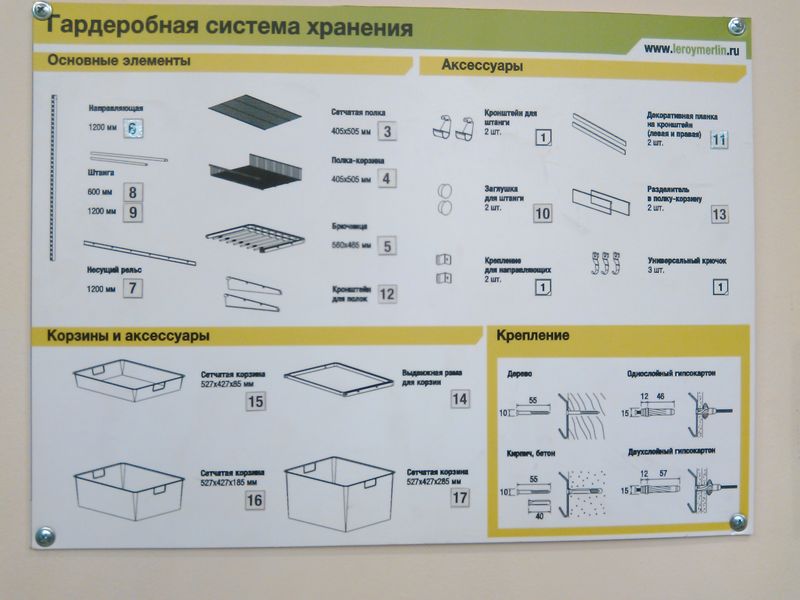 Гардеробная система хранения
www.leroymerlin.ru
Основные элементы
Направляющая
1200 мм 6
Штанга
600 мм 8
1200 мм 9
Несущий рельс
1200 мм 7
Сетчатая полка
405x505 мм 3
Полка-корзина
405x505 мм 4
Брючница
560x465 мм 5
Кронштейн
для полок 12
Аксессуары
Кронштейн для
штанги
2 шт. 1
Заглушка
для штанги
2 шт. 10
Крепление
для направляющих
2 шт. 1
Декоративная планка
на кронштейн
(левая и правая)
2 шт. 11
Разделитель
в полку-корзину
2 шт. 13
Универсальный крючок
3 шт. 1
Корзины и аксессуары
Сетчатая корзина
527x427x85 мм
15
Выдвижная рама
для корзин
14
Сетчатая корзина
527x427x185 мм
16
Сетчатая корзина
527x427x285 мм
17
Крепление
Дерево
55
10
Однослойный гипсокартон
12 46
15
Кирпич, бетон
55
10
40
Двухслойный гипсокартон
12 57
15